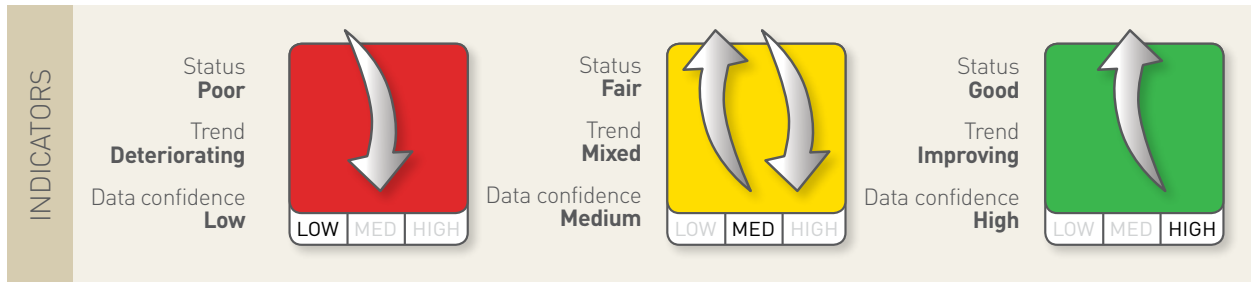 INDICATORS
Status
Poor
Trend
Deteriorating
Data confidence
Low
LOW MED HIGH
Status
Fair
Trend
Mixed
Data confidence
Medium
LOW MED HIGH
Status
Good
Trend
Improving
Data confidence
High
LOW MED HIGH